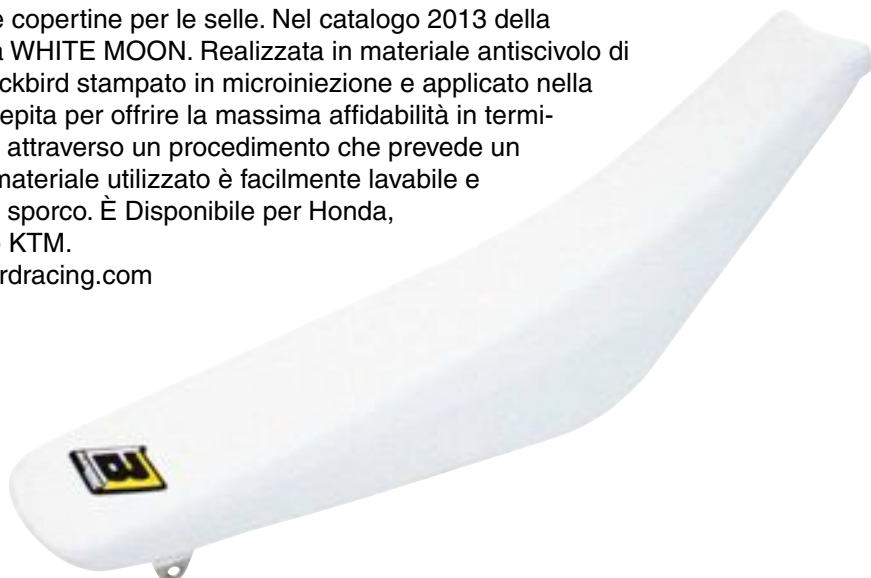 e copertine per le selle. Nel catalogo 2013 della
a WHITE MOON. Realizzata in materiale antiscivolo di
ckbird stampato in microiniezione e applicato nella
epita per offrire la massima affidabilità in termi-
attraverso un procedimento che prevede un
materiale utilizzato è facilmente lavabile e
sporco. È Disponibile per Honda,
KTM.
rdracing.com
B